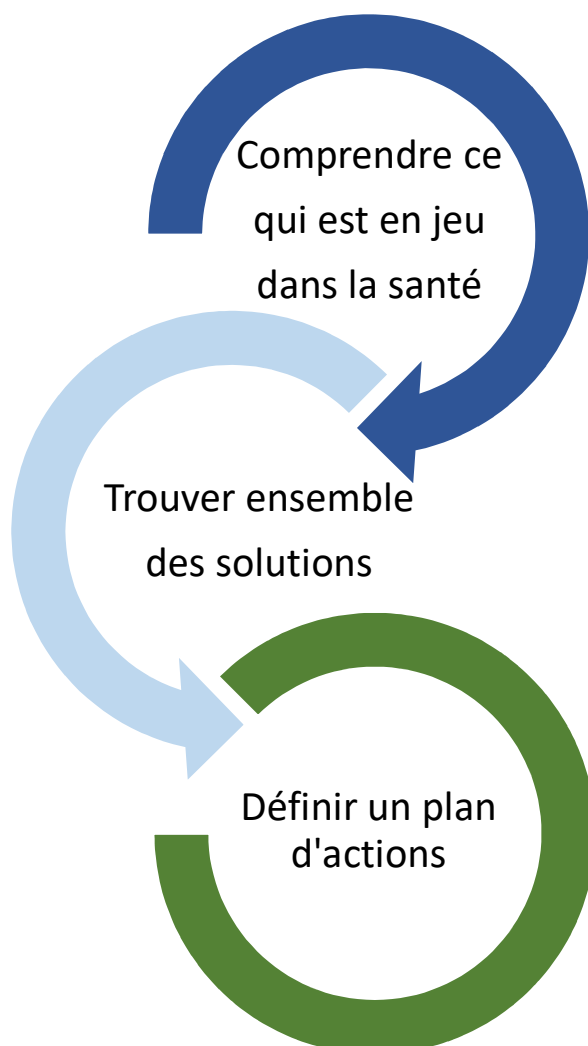 Comprendre ce
qui est en jeu
dans la santé
Trouver ensemble
des solutions
Définir un plan
d'actions